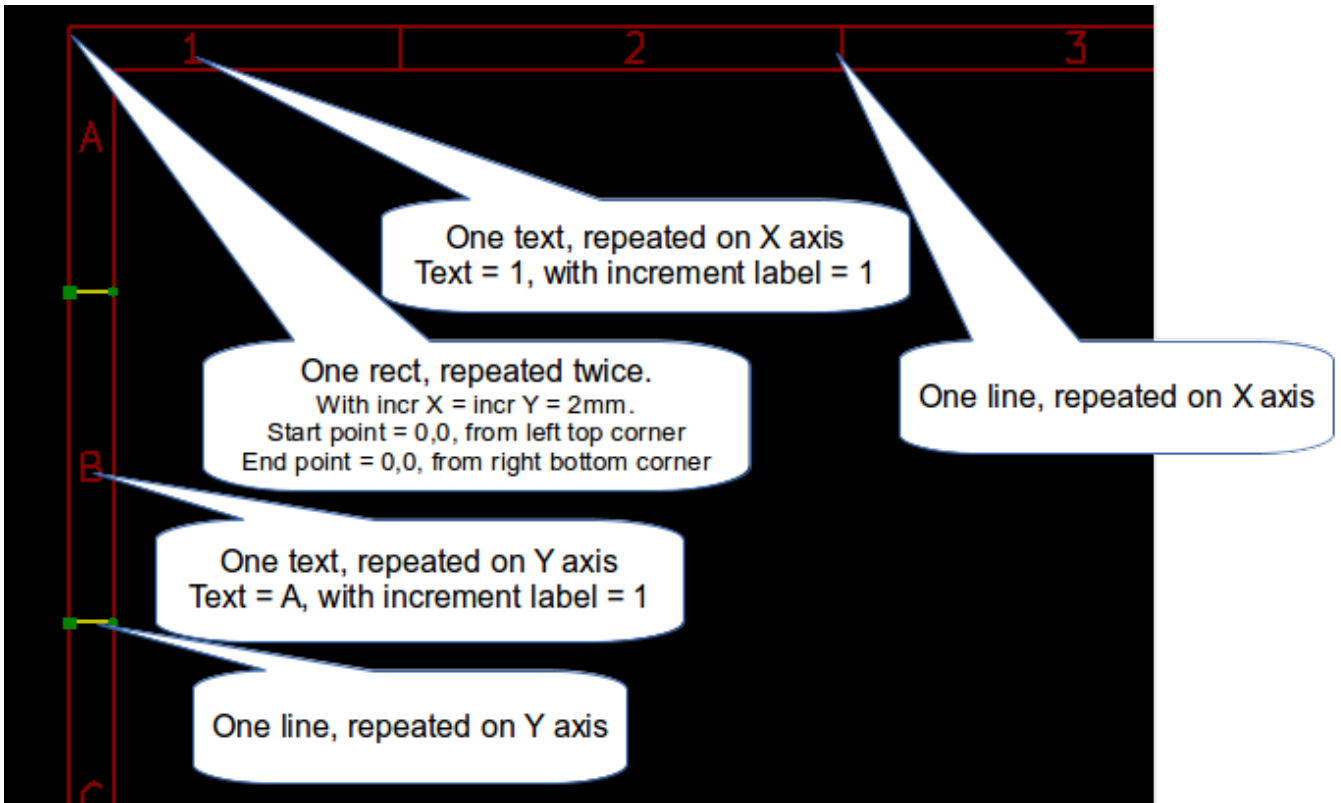 1 2 3
A
One text, repeated on X axis
Text = 1, with increment label = 1
One rect, repeated twice.
With incr X = incr Y = 2mm.
Start point = 0,0, from left top corner
End point = 0,0, from right bottom corner
One line, repeated on X axis
B
One text, repeated on Y axis
Text = A, with increment label = 1
One line, repeated on Y axis
C